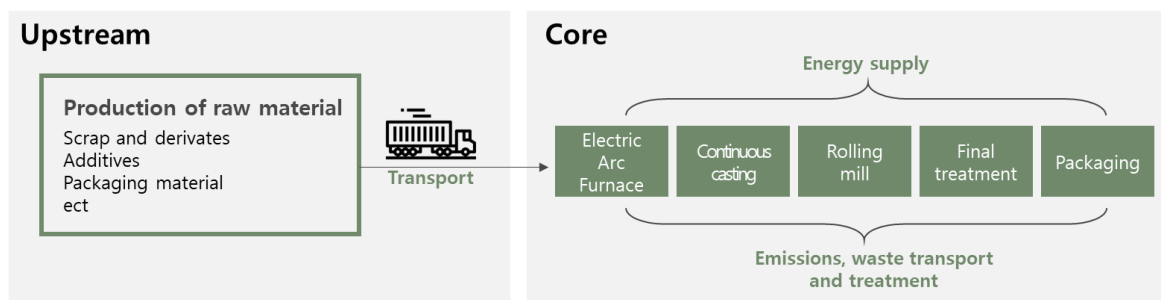 Upstream
Production of raw material
Scrap and derivates
Additives
Packaging material
ect
Transport
Core
Energy supply
Electric
Arc
Furnace
Continuous
casting
Rolling
mill
Final
treatment
Packaging
Emissions, waste transport
and treatment